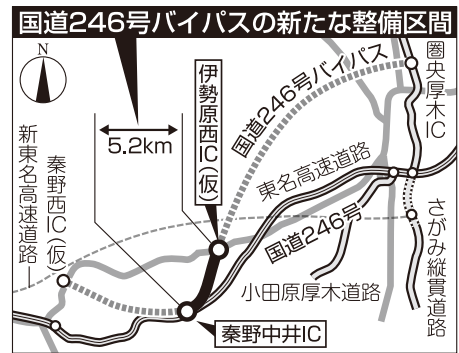 国道246号バイパスの新たな整備区間
N
伊勢原西IC(仮)
国道246号バイパス
圏央厚木IC
5.2km
東名高速道路
新東名高速道路
秦野西IC(仮)
国道246号
さがみ縦貫道路
小田原厚木道路
秦野中井IC